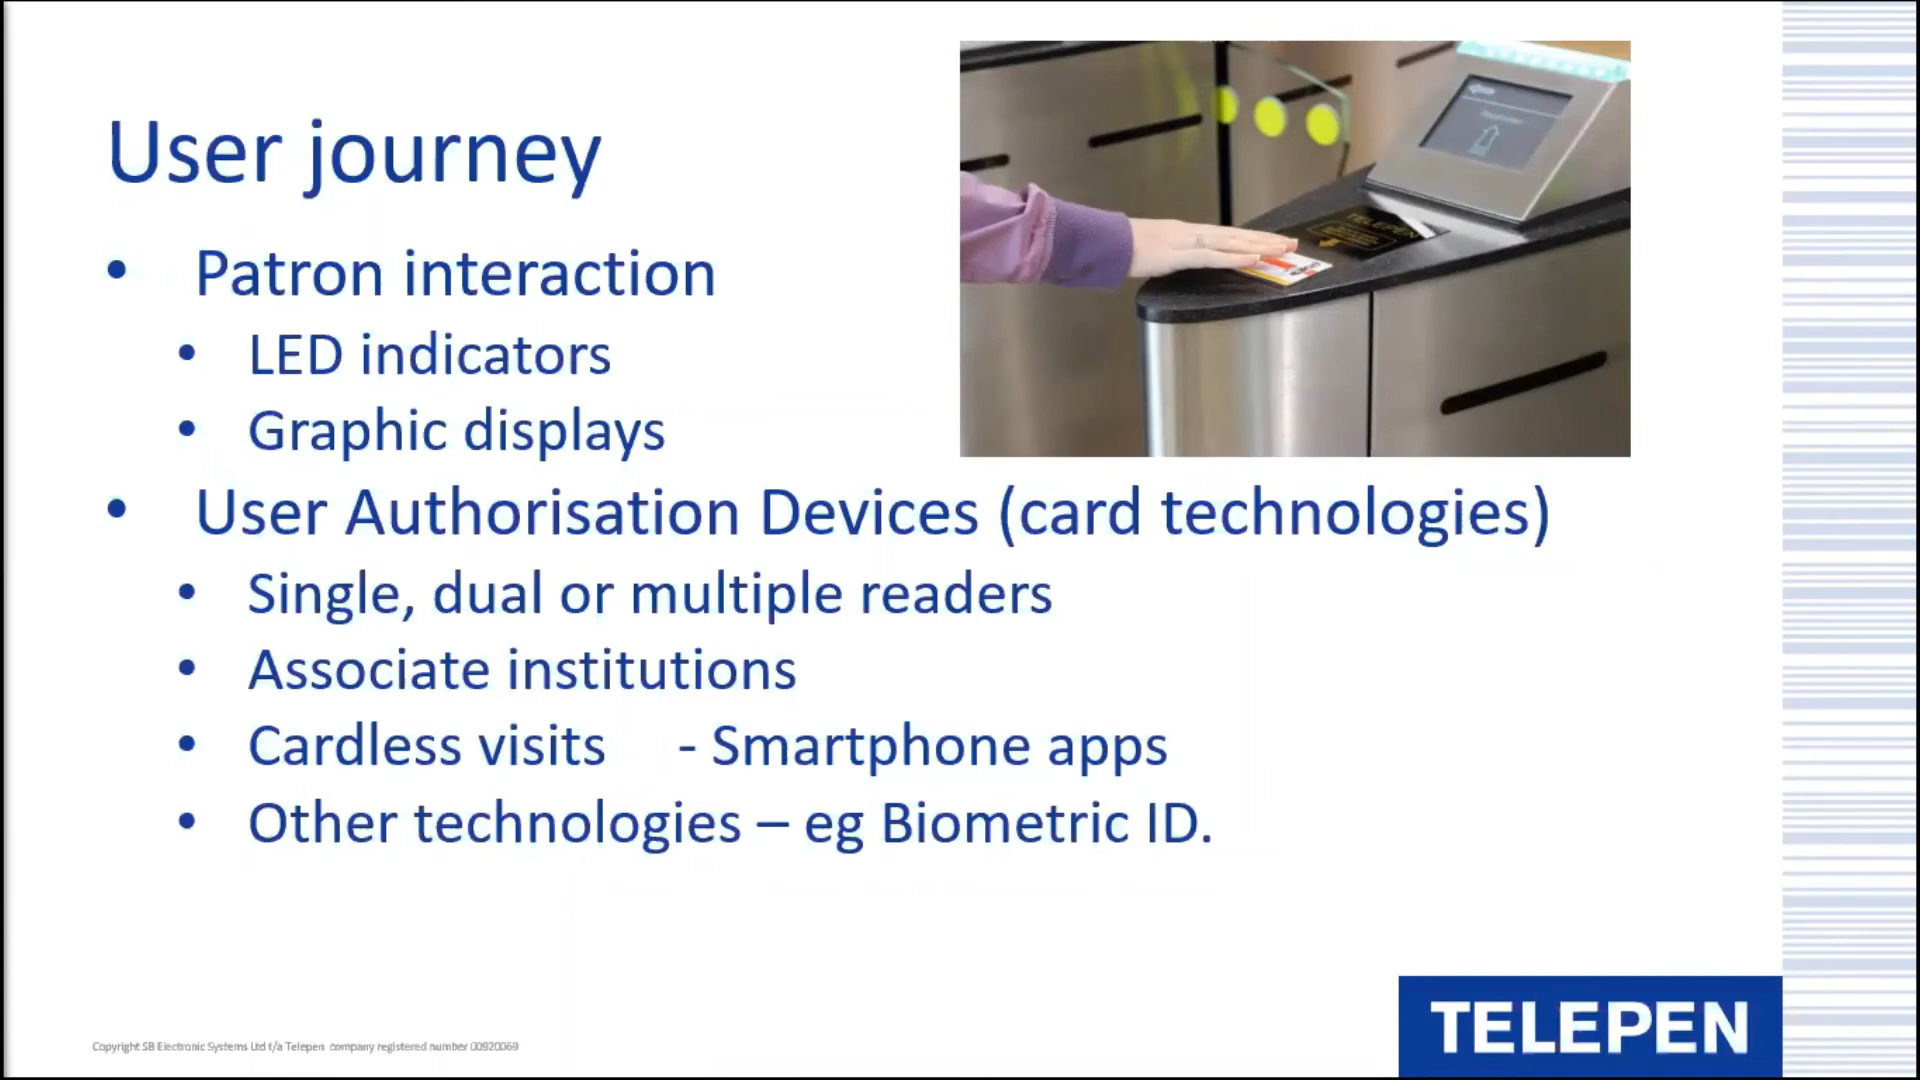 User journey
• Patron interaction
• LED indicators
• Graphic displays
• User Authorisation Devices (card technologies)
• Single, dual or multiple readers
• Associate institutions
• Cardless visits - Smartphone apps
• Other technologies – eg Biometric ID.
TELEPEN
Copyright SB Electronic Systems Ltd t/a Telepen company registered number 00920069
TELEPEN